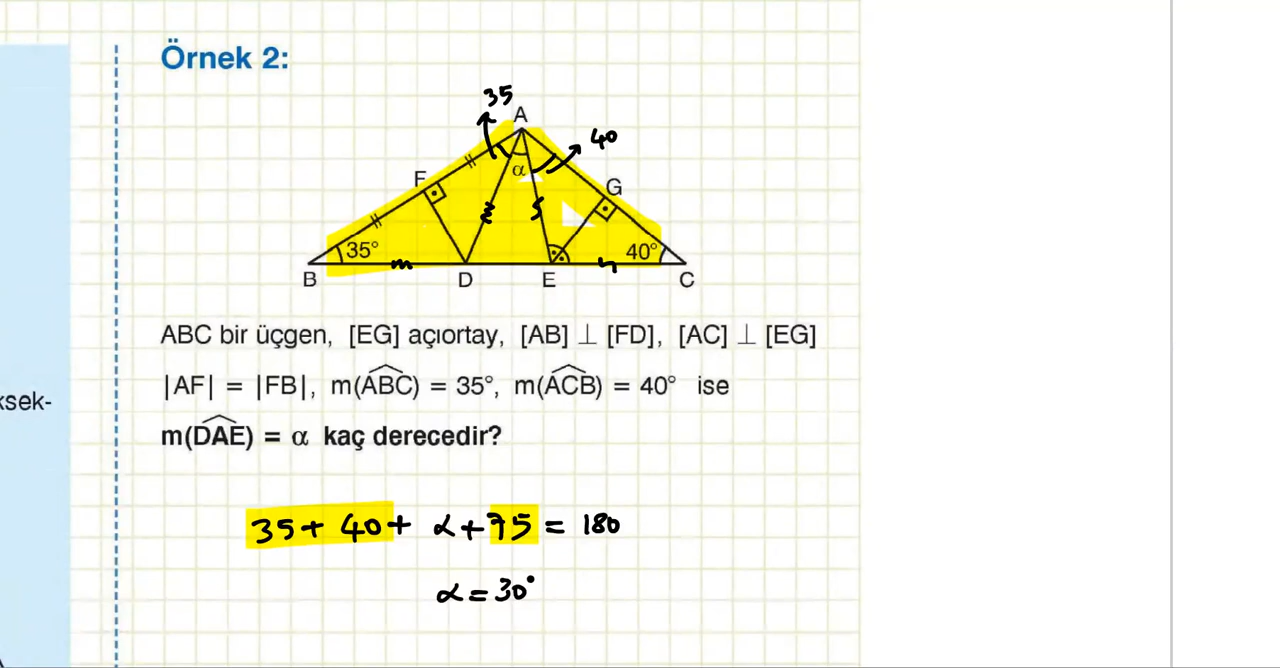 Örnek 2:
35
A
40
α
F
G
35°
40°
B
D
E
C
ABC bir üçgen, [EG] açıortay, [AB] ⊥ [FD], [AC] ⊥ [EG]
|AF| = |FB|, m(ABC) = 35°, m(ACB) = 40° ise
ksek-
m(DAE) = α kaç derecedir?
35 + 40 + α + 75 = 180
α = 30°